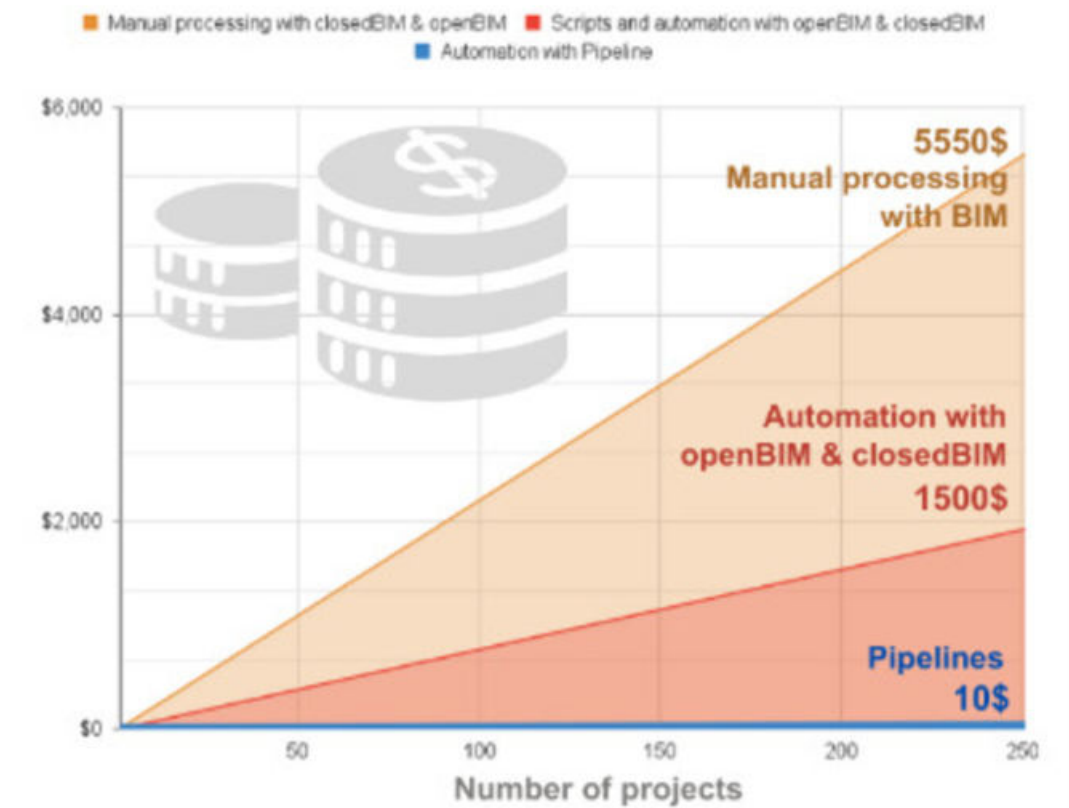 Manual processing with closedBIM & openBIM Scripts and automation with openBIM & closedBIM
Automation with Pipeline
$6,000
5550$
Manual processing
with BIM
$4,000
Automation with
openBIM & closedBIM
1500$
$2,000
Pipelines
10$
$0
50 100 150 200 250
Number of projects